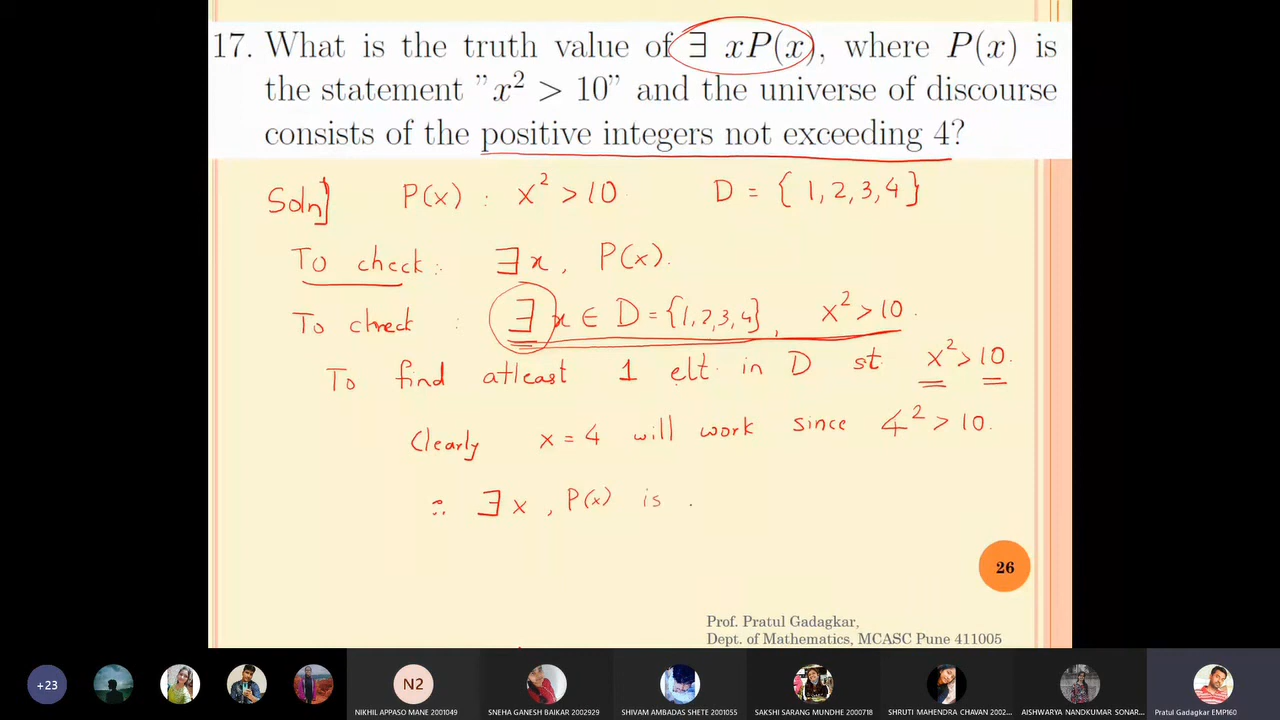 17. What is the truth value of ∃ xP(x), where P(x) is
the statement ”x² > 10” and the universe of discourse
consists of the positive integers not exceeding 4?
Soln] P(x) : x² > 10 D = { 1, 2, 3, 4 }
To check : ∃ x , P(x).
To check : ∃ x ∈ D = {1, 2, 3, 4} , x² > 10
To find atleast 1 elt. in D st. x² > 10.
Clearly x = 4 will work since 4² > 10.
∴ ∃ x , P(x) is
26
Prof. Pratul Gadagkar,
Dept. of Mathematics, MCASC Pune 411005
+23
N2
NIKHIL APPASO MANE 2001049
SNEHA GANESH BAIKAR 2002929
SHIVAM AMBADAS SHETE 2001055
SAKSHI SARANG MUNDHE 2000718
SHRUTI MAHENDRA CHAVAN 2002...
AISHWARYA NANDKUMAR SONAR...
Pratul Gadagkar EMP160